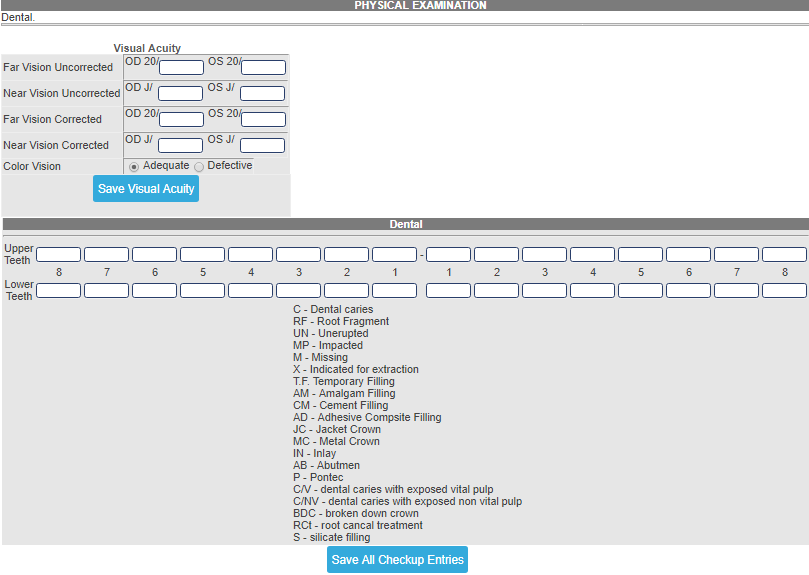 PHYSICAL EXAMINATION
Dental.
Visual Acuity
Far Vision Uncorrected OD 20/ OS 20/
Near Vision Uncorrected OD J/ OS J/
Far Vision Corrected OD 20/ OS 20/
Near Vision Corrected OD J/ OS J/
Color Vision Adequate Defective
Save Visual Acuity
Dental
Upper Teeth -
8 7 6 5 4 3 2 1 1 2 3 4 5 6 7 8
Lower Teeth
C - Dental caries
RF - Root Fragment
UN - Unerupted
MP - Impacted
M - Missing
X - Indicated for extraction
T.F. Temporary Filling
AM - Amalgam Filling
CM - Cement Filling
AD - Adhesive Compsite Filling
JC - Jacket Crown
MC - Metal Crown
IN - Inlay
AB - Abutmen
P - Pontec
C/V - dental caries with exposed vital pulp
C/NV - dental caries with exposed non vital pulp
BDC - broken down crown
RCt - root cancal treatment
S - silicate filling
Save All Checkup Entries